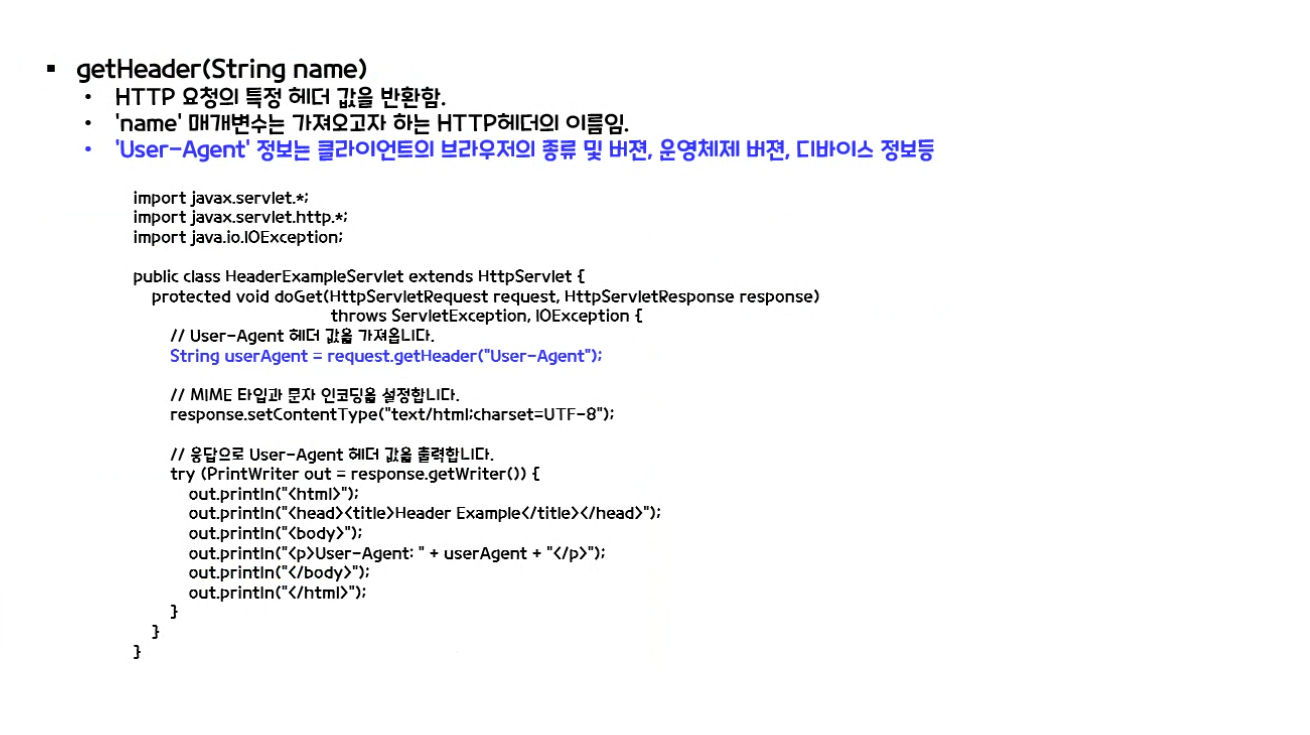 ▪ getHeader(String name)
• HTTP 요청의 특정 헤더 값을 반환함.
• 'name' 매개변수는 가져오고자 하는 HTTP헤더의 이름임.
• 'User-Agent' 정보는 클라이언트의 브라우저의 종류 및 버젼, 운영체제 버젼, 디바이스 정보등
import javax.servlet.*;
import javax.servlet.http.*;
import java.io.IOException;
public class HeaderExampleServlet extends HttpServlet {
protected void doGet(HttpServletRequest request, HttpServletResponse response)
throws ServletException, IOException {
// User-Agent 헤더 값을 가져옵니다.
String userAgent = request.getHeader("User-Agent");
// MIME 타입과 문자 인코딩을 설정합니다.
response.setContentType("text/html;charset=UTF-8");
// 응답으로 User-Agent 헤더 값을 출력합니다.
try (PrintWriter out = response.getWriter()) {
out.println("<html>");
out.println("<head><title>Header Example</title></head>");
out.println("<body>");
out.println("<p>User-Agent: " + userAgent + "</p>");
out.println("</body>");
out.println("</html>");
}
}
}